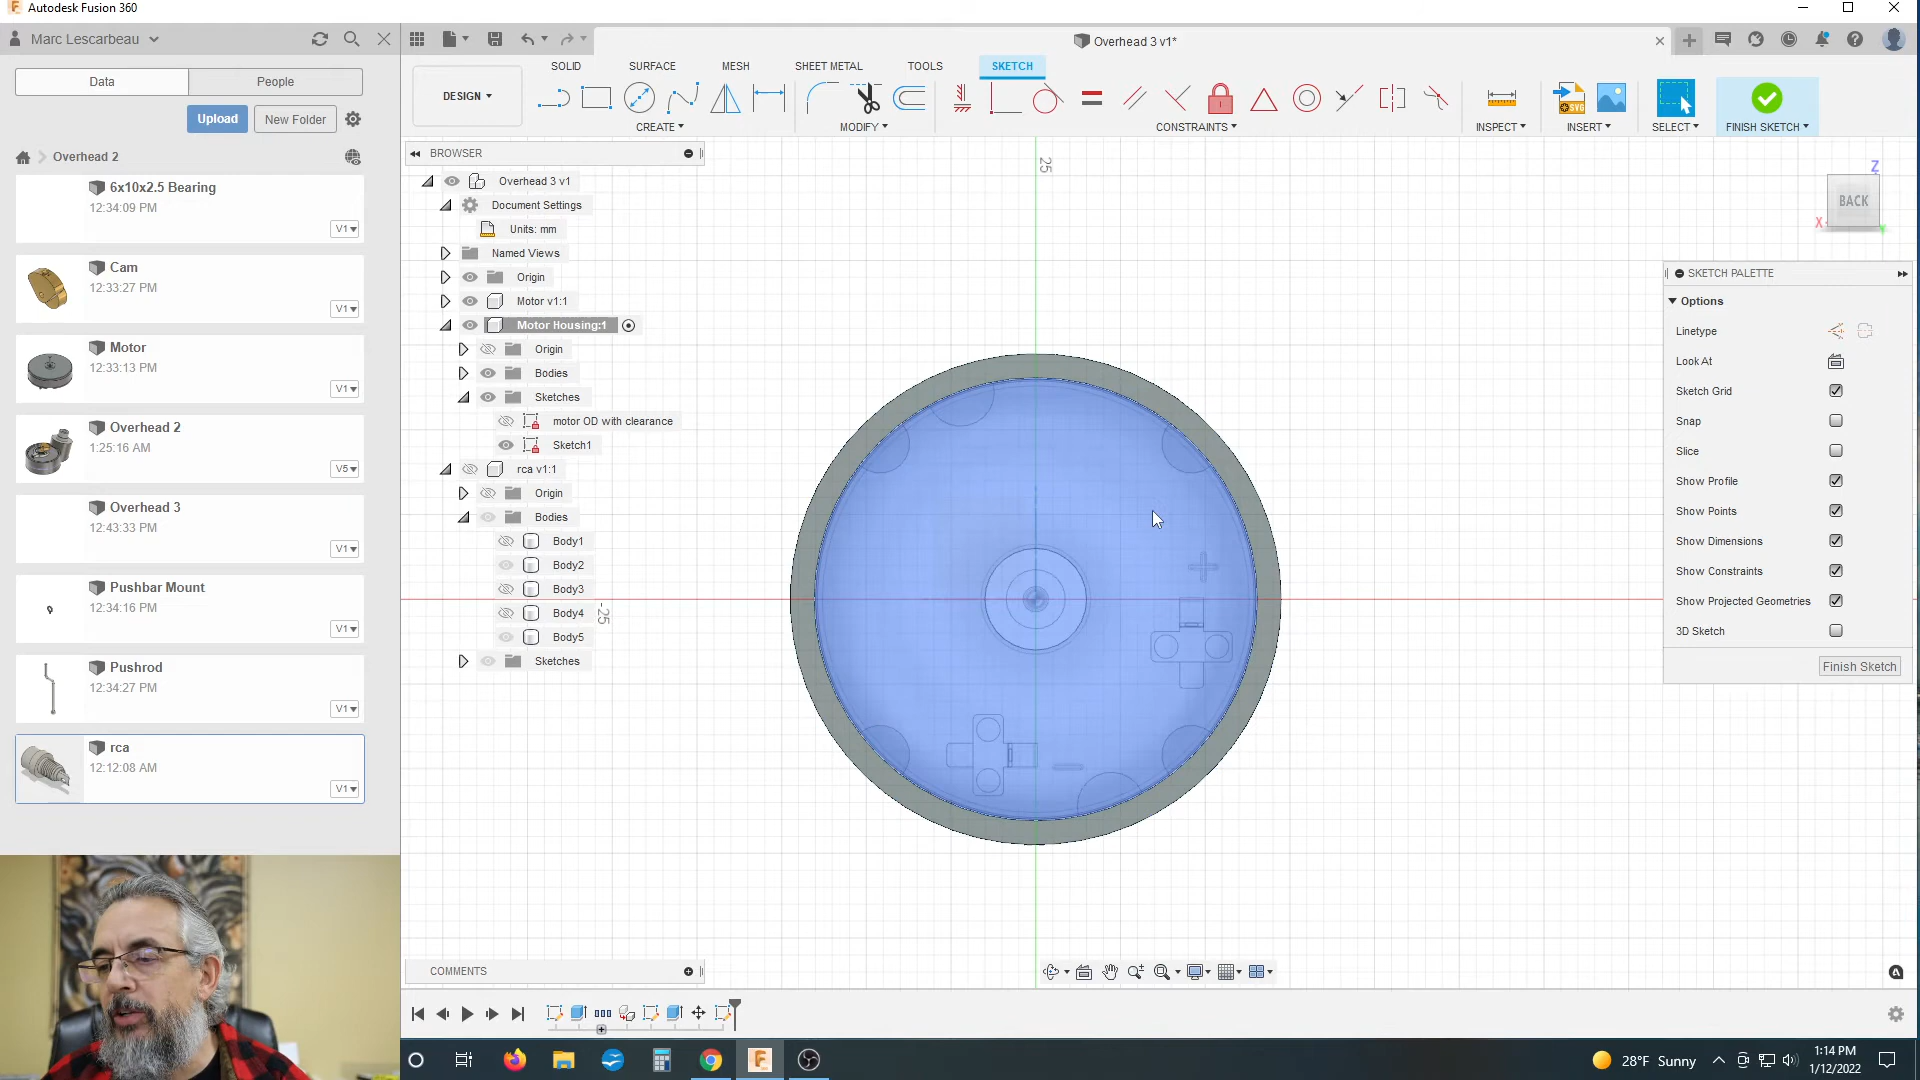 Autodesk Fusion 360
Marc Lescarbeau
Overhead 3 v1*
Data
People
Upload
New Folder
Overhead 2
6x10x2.5 Bearing
12:34:09 PM
V1
Cam
12:33:27 PM
V1
Motor
12:33:13 PM
V1
Overhead 2
1:25:16 AM
V5
Overhead 3
12:43:33 PM
V1
Pushbar Mount
12:34:16 PM
V1
Pushrod
12:34:27 PM
V1
rca
12:12:08 AM
V1
DESIGN
SOLID
SURFACE
MESH
SHEET METAL
TOOLS
SKETCH
SVG
CREATE
MODIFY
CONSTRAINTS
INSPECT
INSERT
SELECT
FINISH SKETCH
BROWSER
Overhead 3 v1
Document Settings
Units: mm
Named Views
Origin
Motor v1:1
Motor Housing:1
Origin
Bodies
Sketches
motor OD with clearance
Sketch1
rca v1:1
Origin
Bodies
Body1
Body2
Body3
Body4
Body5
Sketches
25
-25
Z
BACK
X
SKETCH PALETTE
Options
Linetype
Look At
Sketch Grid
Snap
Slice
Show Profile
Show Points
Show Dimensions
Show Constraints
Show Projected Geometries
3D Sketch
Finish Sketch
COMMENTS
28°F Sunny
1:14 PM
1/12/2022